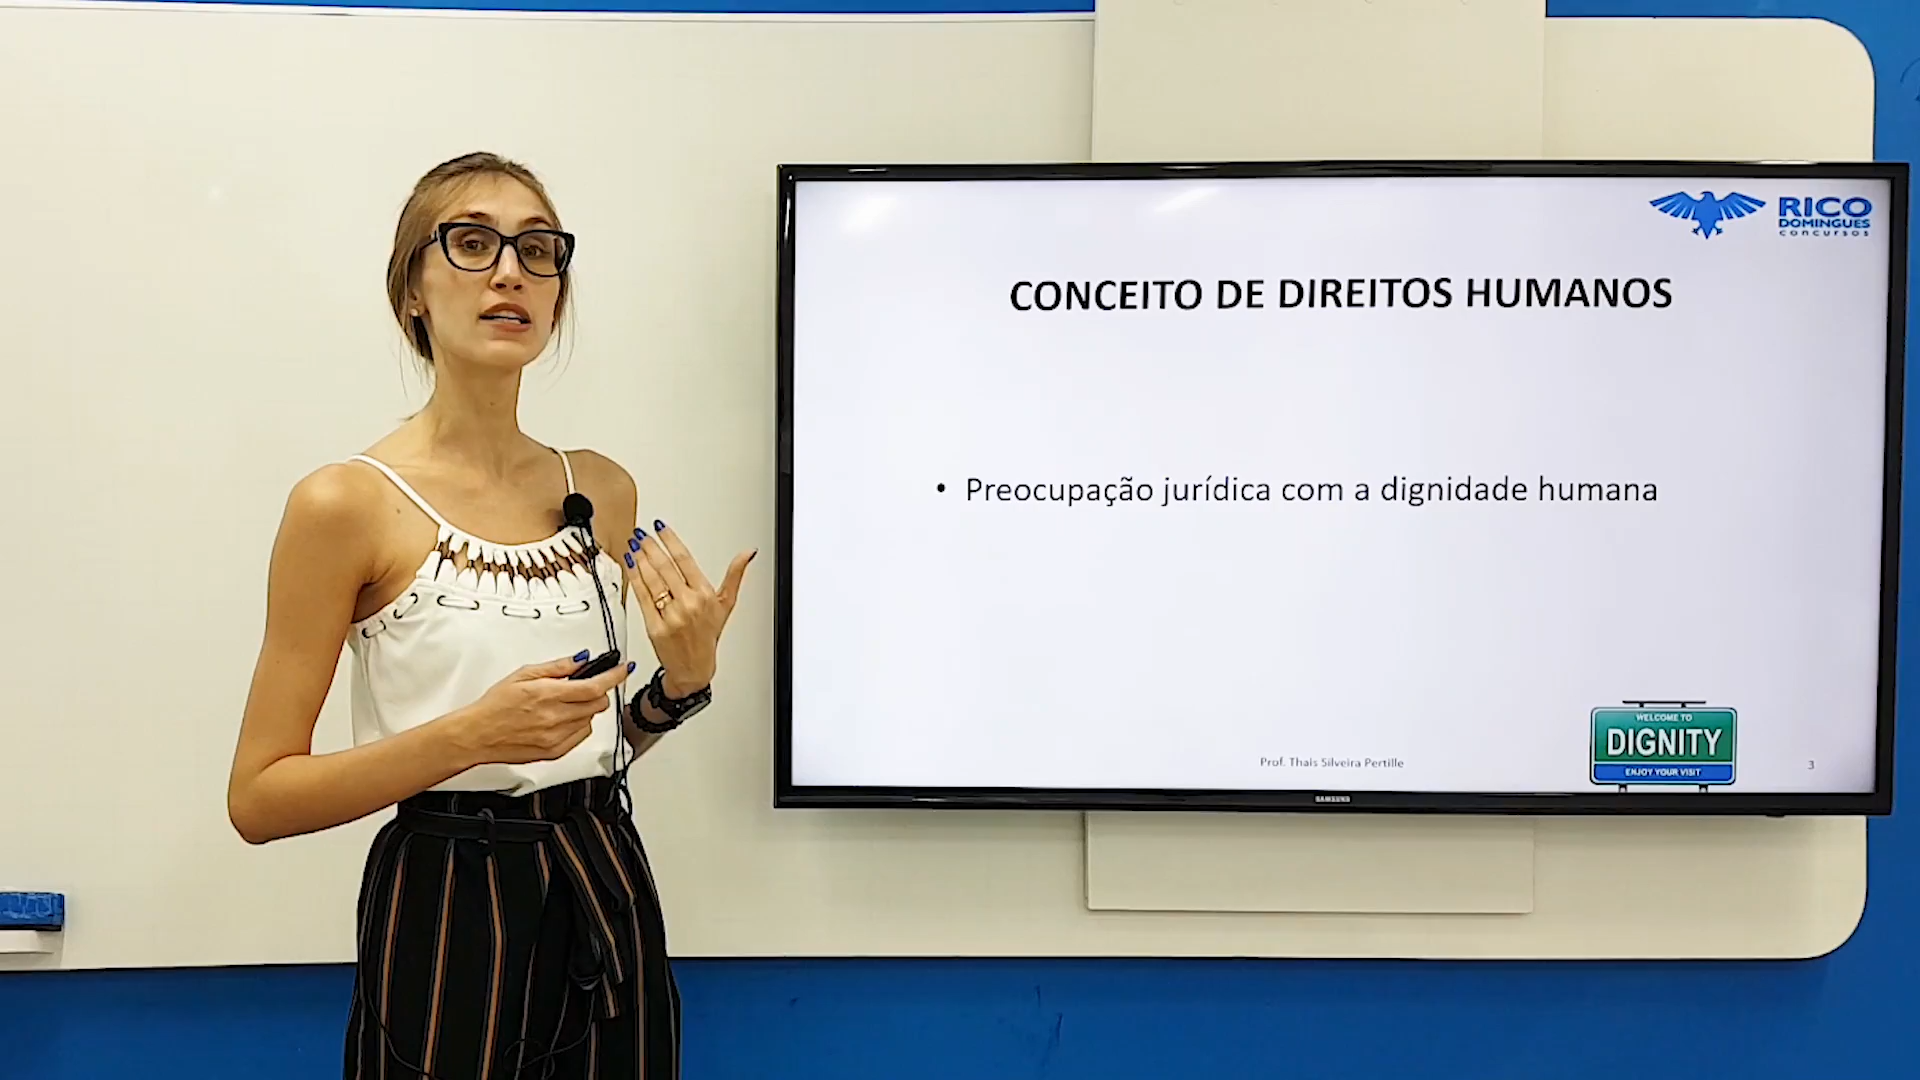 RICO
DOMINGUES
concursos
CONCEITO DE DIREITOS HUMANOS
• Preocupação jurídica com a dignidade humana
WELCOME TO
DIGNITY
ENJOY YOUR VISIT
Prof. Thais Silveira Pertille
3
SAMSUNG